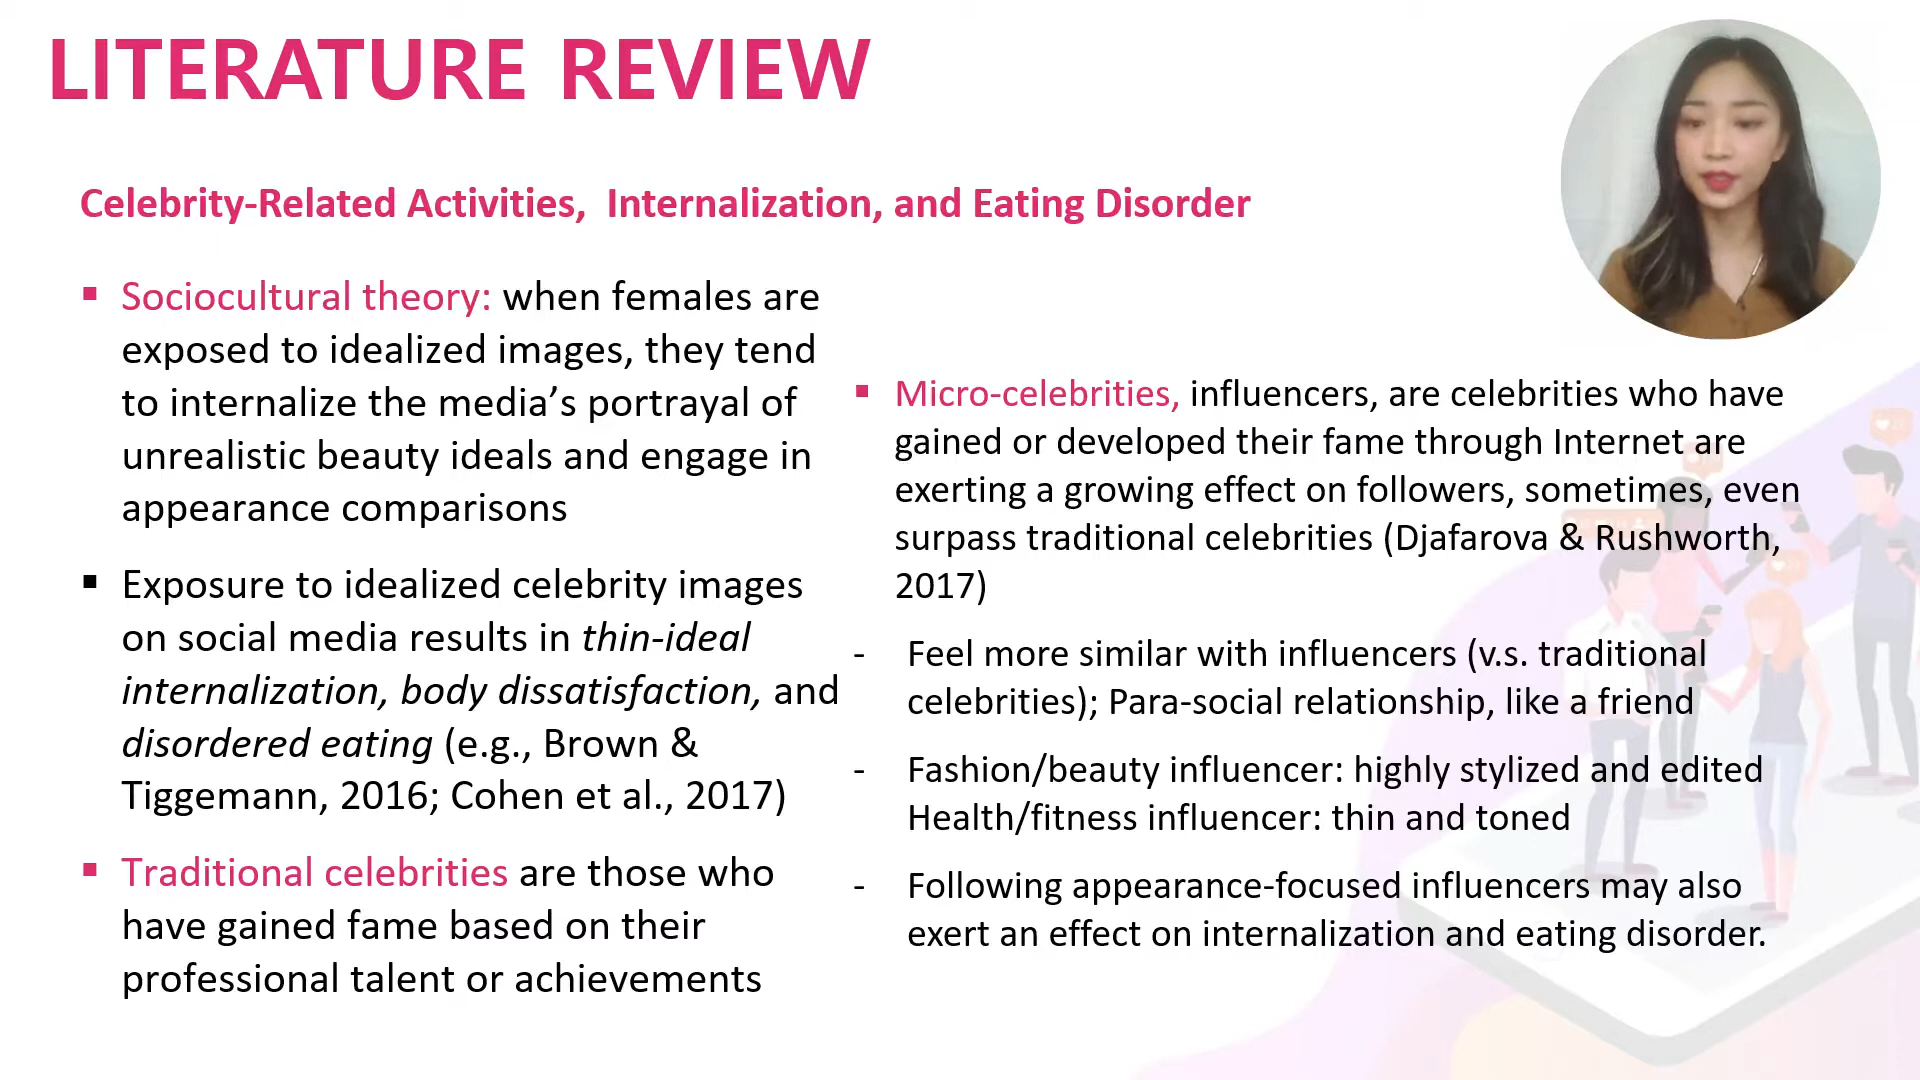 LITERATURE REVIEW
Celebrity-Related Activities, Internalization, and Eating Disorder
▪ Sociocultural theory: when females are
exposed to idealized images, they tend
to internalize the media’s portrayal of
unrealistic beauty ideals and engage in
appearance comparisons
▪ Exposure to idealized celebrity images
on social media results in thin-ideal
internalization, body dissatisfaction, and
disordered eating (e.g., Brown &
Tiggemann, 2016; Cohen et al., 2017)
▪ Traditional celebrities are those who
have gained fame based on their
professional talent or achievements
▪ Micro-celebrities, influencers, are celebrities who have
gained or developed their fame through Internet are
exerting a growing effect on followers, sometimes, even
surpass traditional celebrities (Djafarova & Rushworth,
2017)
- Feel more similar with influencers (v.s. traditional
celebrities); Para-social relationship, like a friend
- Fashion/beauty influencer: highly stylized and edited
Health/fitness influencer: thin and toned
- Following appearance-focused influencers may also
exert an effect on internalization and eating disorder.